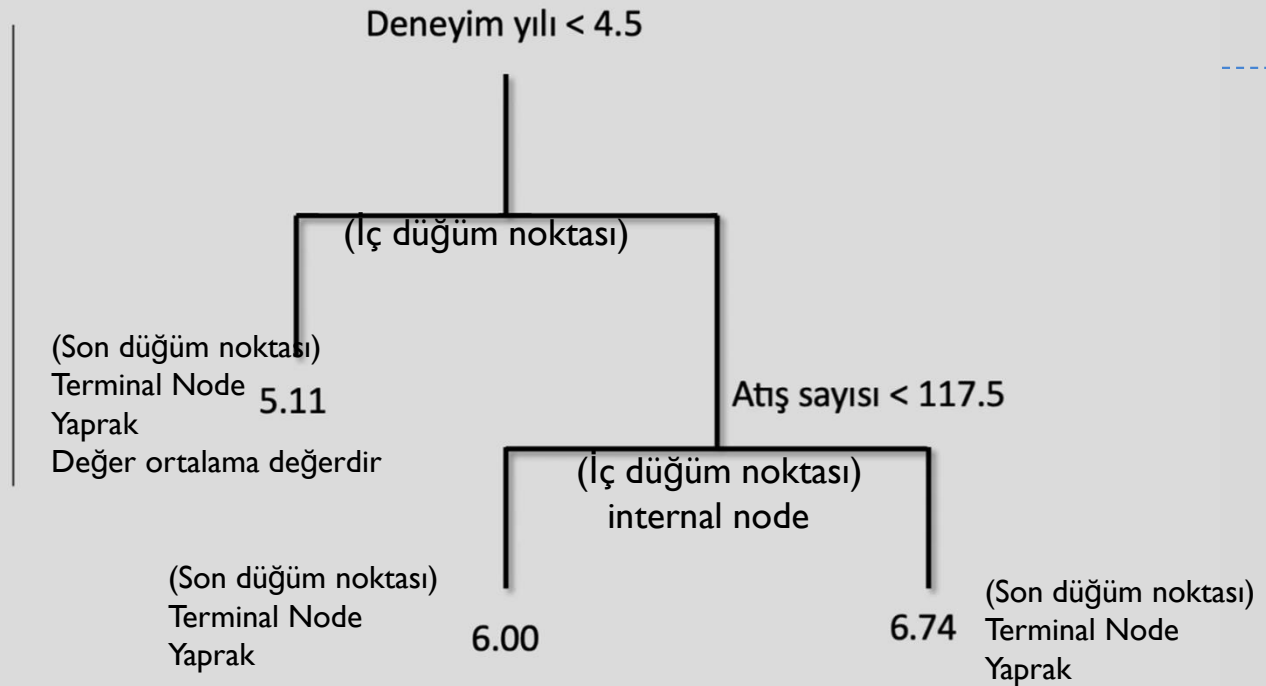 Deneyim yılı < 4.5
(İç düğüm noktası)
(Son düğüm noktası)
Terminal Node
5.11
Yaprak
Değer ortalama değerdir
Atış sayısı < 117.5
(İç düğüm noktası)
internal node
(Son düğüm noktası)
Terminal Node
Yaprak
6.00
6.74
(Son düğüm noktası)
Terminal Node
Yaprak